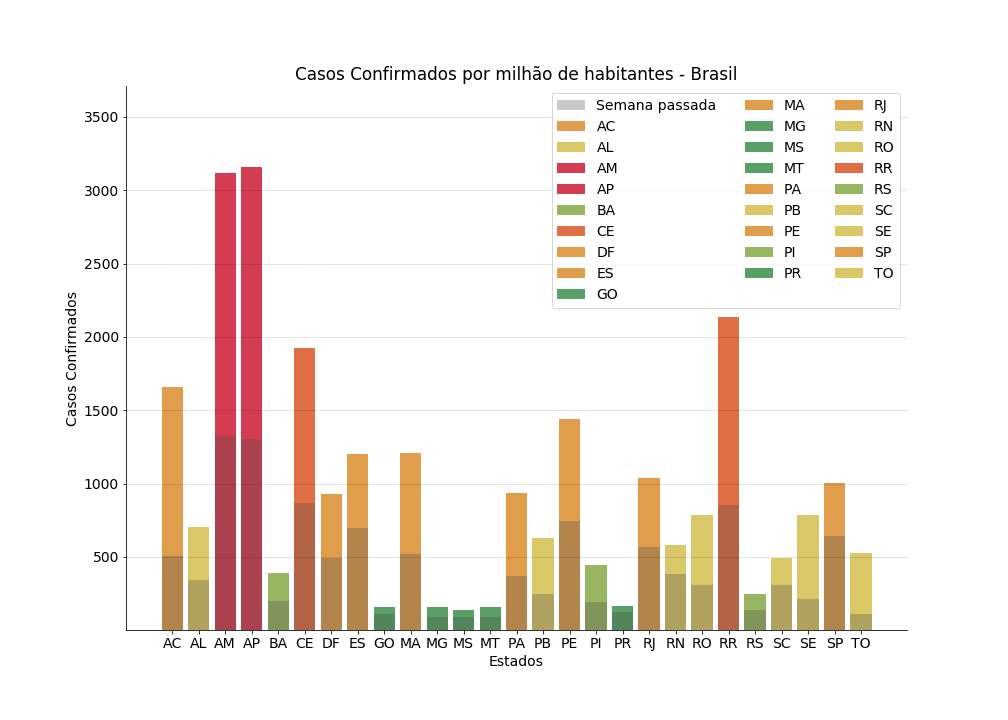 Casos Confirmados por milhão de habitantes - Brasil
Semana passada
AC
AL
AM
AP
BA
CE
DF
ES
GO
MA
MG
MS
MT
PA
PB
PE
PI
PR
RJ
RN
RO
RR
RS
SC
SE
SP
TO
3500
3000
2500
2000
1500
1000
500
Casos Confirmados
AC AL AM AP BA CE DF ES GO MA MG MS MT PA PB PE PI PR RJ RN RO RR RS SC SE SP TO
Estados